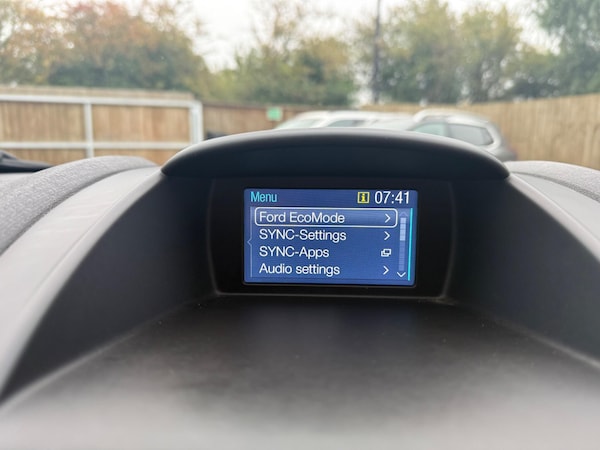 Menu i 07:41
Ford EcoMode
SYNC-Settings
SYNC-Apps
Audio settings